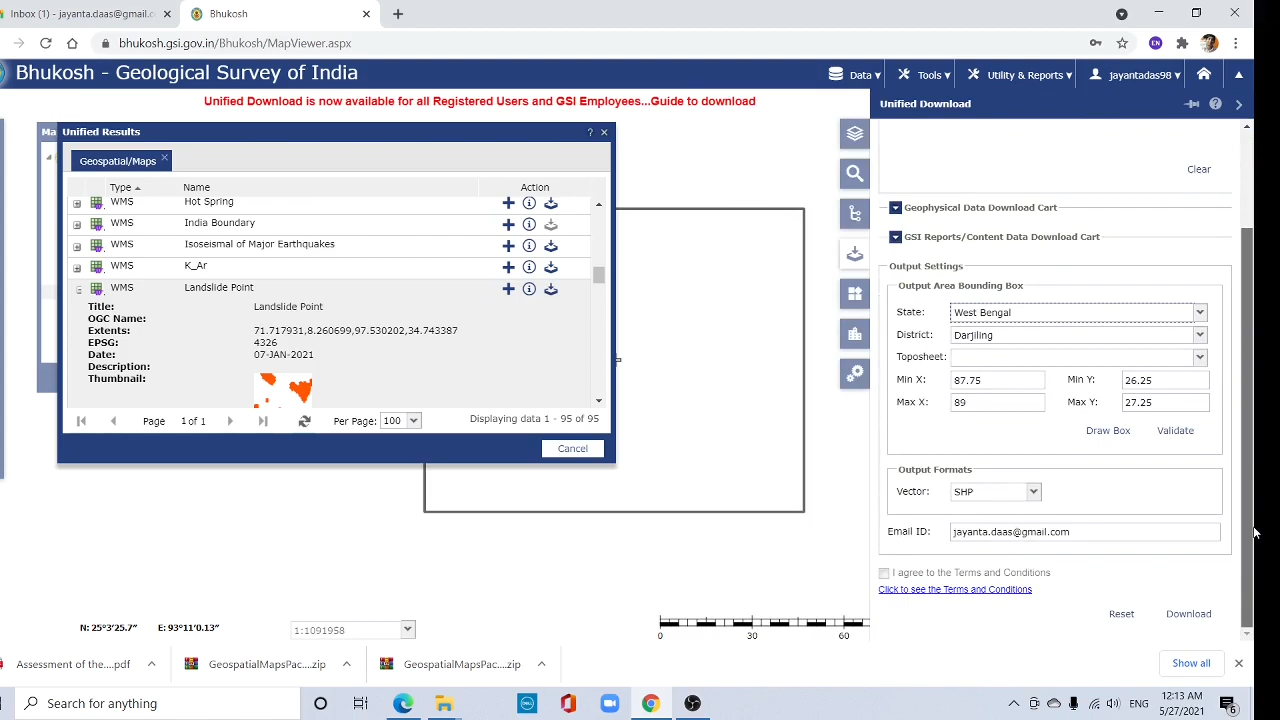 Inbox (1) - jayanta.daas@gmail.c
Bhukosh
bhukosh.gsi.gov.in/Bhukosh/MapViewer.aspx
EN
Bhukosh - Geological Survey of India
Data
Tools
Utility & Reports
jayantadas98
Unified Download is now available for all Registered Users and GSI Employees...Guide to download
Unified Download
Ma
Unified Results
Geospatial/Maps
Type
Name
Action
WMS Hot Spring
WMS India Boundary
WMS Isoseismal of Major Earthquakes
WMS K_Ar
WMS Landslide Point
Title: Landslide Point
OGC Name:
Extents: 71.717931,8.260699,97.530202,34.743387
EPSG: 4326
Date: 07-JAN-2021
Description:
Thumbnail:
Page 1 of 1
Per Page: 100
Displaying data 1 - 95 of 95
Cancel
Clear
Geophysical Data Download Cart
GSI Reports/Content Data Download Cart
Output Settings
Output Area Bounding Box
State: West Bengal
District: Darjiling
Toposheet:
Min X: 87.75 Min Y: 26.25
Max X: 89 Max Y: 27.25
Draw Box Validate
Output Formats
Vector: SHP
Email ID: jayanta.daas@gmail.com
I agree to the Terms and Conditions
Click to see the Terms and Conditions
Reset Download
N: 25°3'25.7" E: 93°11'0.13"
1:1091958
0 30 60
Assessment of the....pdf
GeospatialMapsPac....zip
GeospatialMapsPac....zip
Show all
Search for anything
DELL
ENG
12:13 AM
5/27/2021
6